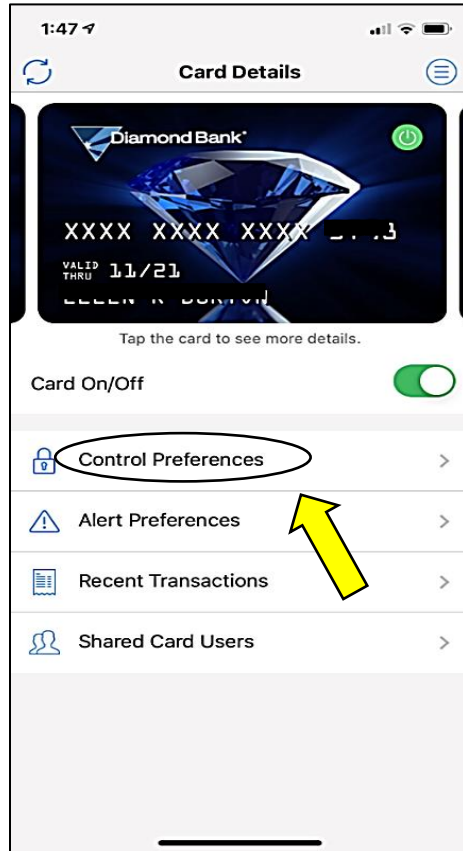 1:47
Card Details
Diamond Bank
XXXX XXXX XXXX
VALID THRU 11/21
Tap the card to see more details.
Card On/Off
Control Preferences
Alert Preferences
Recent Transactions
Shared Card Users